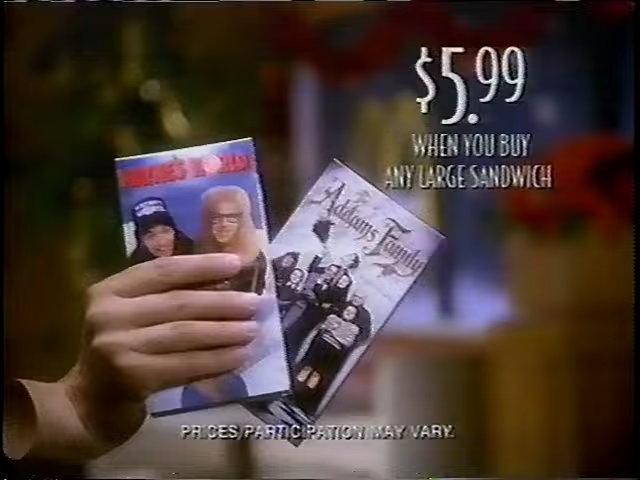 $5.99
WHEN YOU BUY
ANY LARGE SANDWICH
WAYNE'S WORLD
The
Addams Family
PRICES/PARTICIPATION MAY VARY.